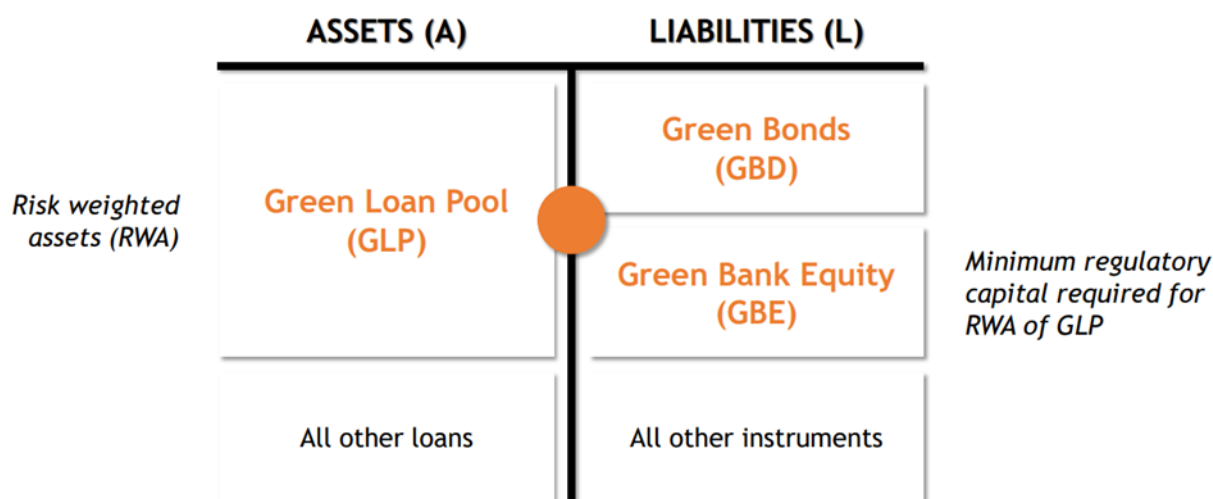 ASSETS (A)
LIABILITIES (L)
Risk weighted
assets (RWA)
Green Loan Pool
(GLP)
Green Bonds
(GBD)
Green Bank Equity
(GBE)
Minimum regulatory
capital required for
RWA of GLP
All other loans
All other instruments